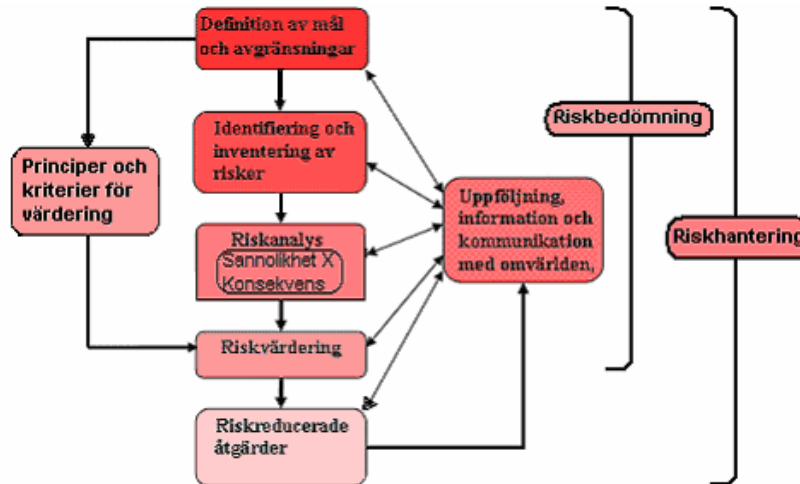 Definition av mål
och avgränsningar
Identifiering och
inventering av
risker
Principer och
kriterier för
värdering
Riskanalys
Sannolikhet X
Konsekvens
Riskvärdering
Riskreducerade
åtgärder
Uppföljning,
information och
kommunikation
med omvärlden,
Riskbedömning
Riskhantering